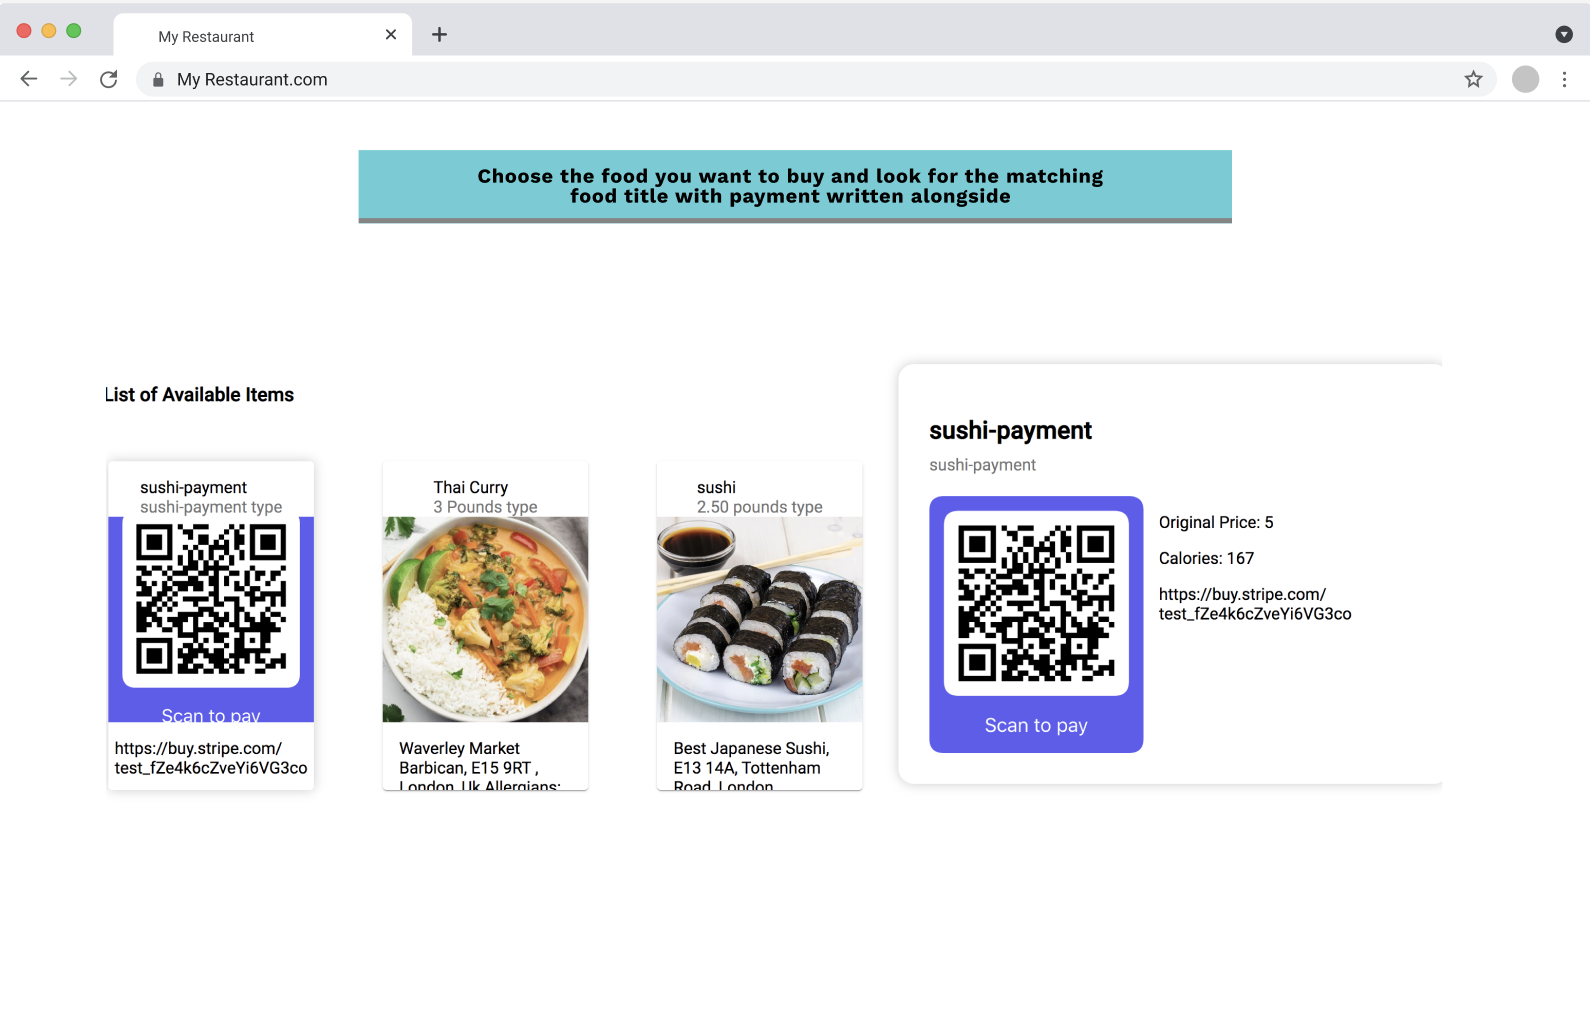 My Restaurant
My Restaurant.com
Choose the food you want to buy and look for the matching
food title with payment written alongside
List of Available Items
sushi-payment
sushi-payment type
Scan to pay
https://buy.stripe.com/
test_fZe4k6cZveYi6VG3co
Thai Curry
3 Pounds type
Waverley Market
Barbican, E15 9RT ,
London, Uk Allergians:
sushi
2.50 pounds type
Best Japanese Sushi,
E13 14A, Tottenham
Road, London
sushi-payment
sushi-payment
Scan to pay
Original Price: 5
Calories: 167
https://buy.stripe.com/
test_fZe4k6cZveYi6VG3co